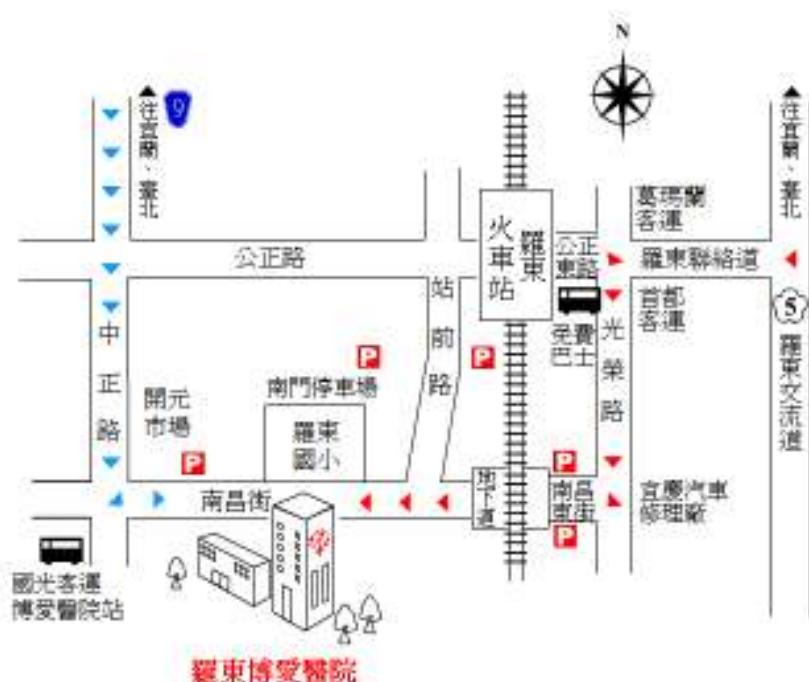 N
往宜蘭、臺北
9
往宜蘭、臺北
葛瑪蘭
客運
公正路
羅東
火車站
公正
東路
羅東聯絡道
站前路
免費
巴士
首都
客運
5
羅東交流道
中正路
光榮路
P
P
開元
市場
南門停車場
羅東
國小
P
P
南昌街
地下道
南昌
東街
宜慶汽車
修理廠
P
國光客運
博愛醫院站
羅東博愛醫院